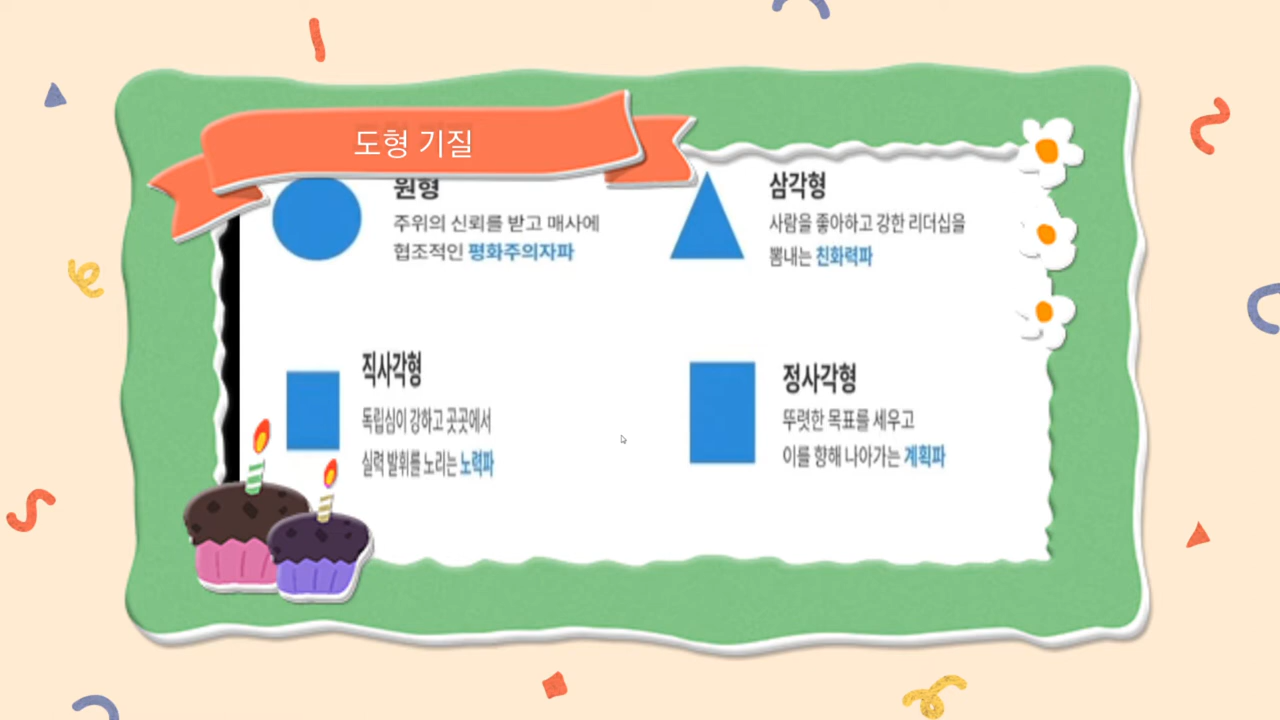 도형 기질
원형
주위의 신뢰를 받고 매사에
협조적인 평화주의자파
삼각형
사람을 좋아하고 강한 리더십을
뽐내는 친화력파
직사각형
독립심이 강하고 곳곳에서
실력 발휘를 노리는 노력파
정사각형
뚜렷한 목표를 세우고
이를 향해 나아가는 계획파